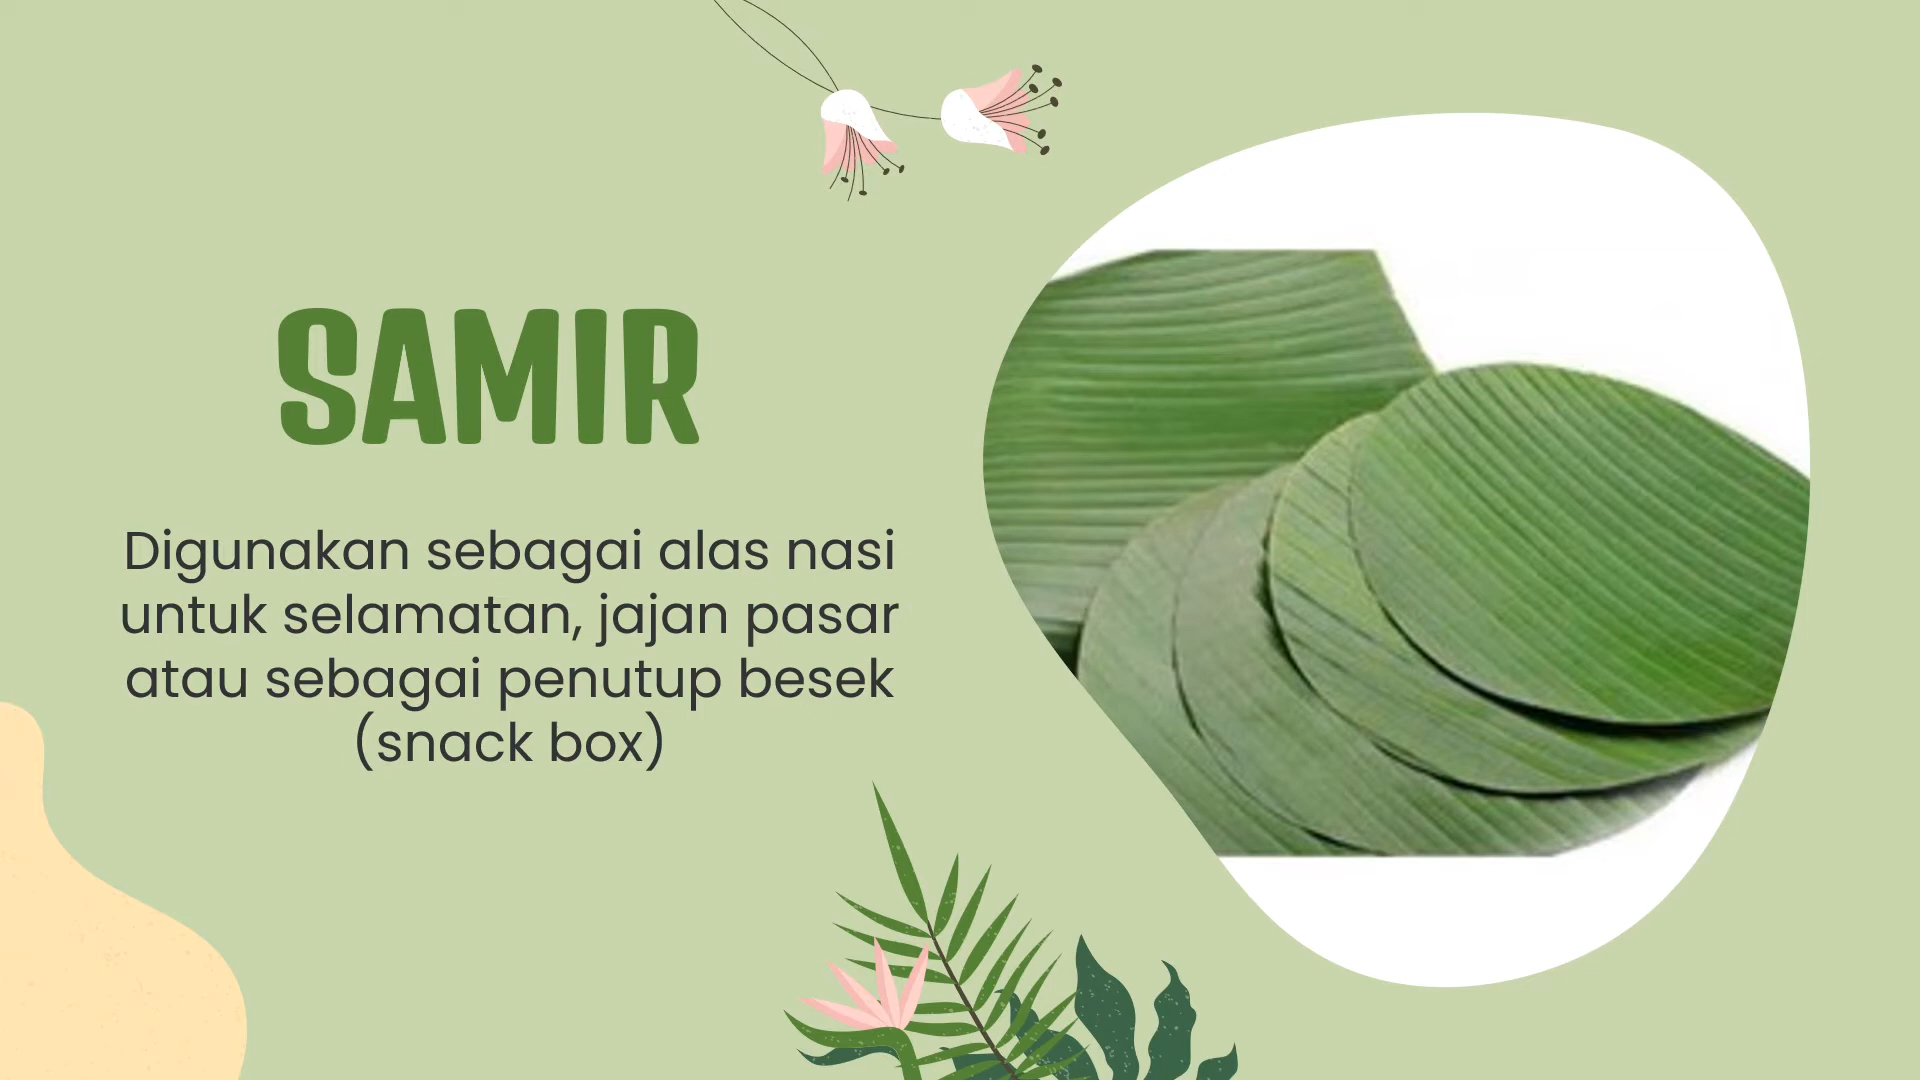 SAMIR
Digunakan sebagai alas nasi
untuk selamatan, jajan pasar
atau sebagai penutup besek
(snack box)